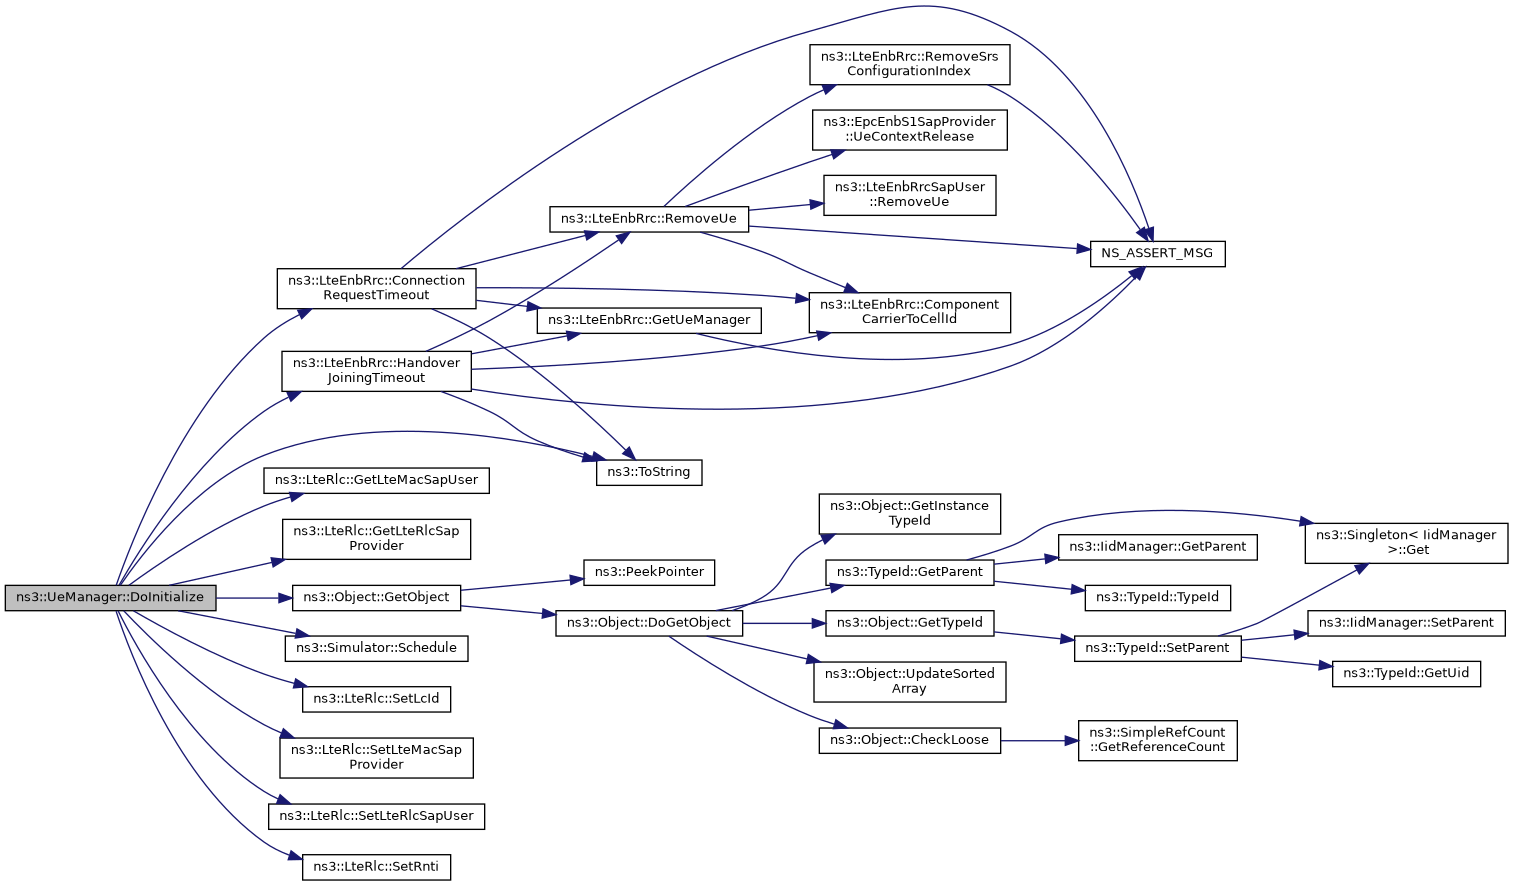 ns3::LteEnbRrc::RemoveSrs
ConfigurationIndex
ns3::EpcEnbS1SapProvider
::UeContextRelease
ns3::LteEnbRrcSapUser
::RemoveUe
ns3::LteEnbRrc::RemoveUe
NS_ASSERT_MSG
ns3::LteEnbRrc::Connection
RequestTimeout
ns3::LteEnbRrc::Component
CarrierToCellId
ns3::LteEnbRrc::GetUeManager
ns3::LteEnbRrc::Handover
JoiningTimeout
ns3::ToString
ns3::LteRlc::GetLteMacSapUser
ns3::Object::GetInstance
TypeId
ns3::LteRlc::GetLteRlcSap
Provider
ns3::Singleton< IidManager
>::Get
ns3::IidManager::GetParent
ns3::PeekPointer
ns3::TypeId::GetParent
ns3::UeManager::DoInitialize
ns3::Object::GetObject
ns3::TypeId::TypeId
ns3::Object::DoGetObject
ns3::Object::GetTypeId
ns3::IidManager::SetParent
ns3::Simulator::Schedule
ns3::TypeId::SetParent
ns3::TypeId::GetUid
ns3::Object::UpdateSorted
Array
ns3::LteRlc::SetLcId
ns3::Object::CheckLoose
ns3::SimpleRefCount
::GetReferenceCount
ns3::LteRlc::SetLteMacSap
Provider
ns3::LteRlc::SetLteRlcSapUser
ns3::LteRlc::SetRnti